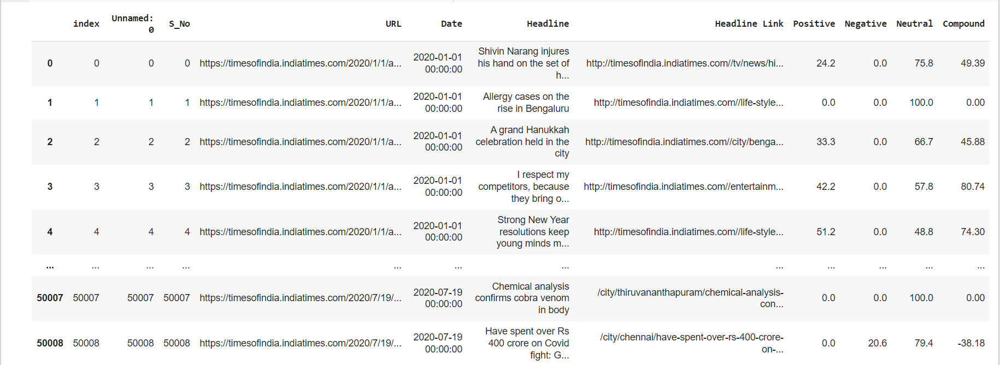 index Unnamed: 0 S_No URL Date Headline Headline Link Positive Negative Neutral Compound
0 0 0 0 https://timesofindia.indiatimes.com/2020/1/1/a... 2020-01-01 00:00:00 Shivin Narang injures his hand on the set of h... http://timesofindia.indiatimes.com//tv/news/hi... 24.2 0.0 75.8 49.39
1 1 1 1 https://timesofindia.indiatimes.com/2020/1/1/a... 2020-01-01 00:00:00 Allergy cases on the rise in Bengaluru http://timesofindia.indiatimes.com//life-style... 0.0 0.0 100.0 0.00
2 2 2 2 https://timesofindia.indiatimes.com/2020/1/1/a... 2020-01-01 00:00:00 A grand Hanukkah celebration held in the city http://timesofindia.indiatimes.com//city/benga... 33.3 0.0 66.7 45.88
3 3 3 3 https://timesofindia.indiatimes.com/2020/1/1/a... 2020-01-01 00:00:00 I respect my competitors, because they bring o... http://timesofindia.indiatimes.com//entertainm... 42.2 0.0 57.8 80.74
4 4 4 4 https://timesofindia.indiatimes.com/2020/1/1/a... 2020-01-01 00:00:00 Strong New Year resolutions keep young minds m... http://timesofindia.indiatimes.com//life-style... 51.2 0.0 48.8 74.30
... ... ... ... ... ... ... ... ... ... ... ...
50007 50007 50007 50007 https://timesofindia.indiatimes.com/2020/7/19/... 2020-07-19 00:00:00 Chemical analysis confirms cobra venom in body /city/thiruvananthapuram/chemical-analysis-con... 0.0 0.0 100.0 0.00
50008 50008 50008 50008 https://timesofindia.indiatimes.com/2020/7/19/... 2020-07-19 00:00:00 Have spent over Rs 400 crore on Covid fight: G... /city/chennai/have-spent-over-rs-400-crore-on-... 0.0 20.6 79.4 -38.18